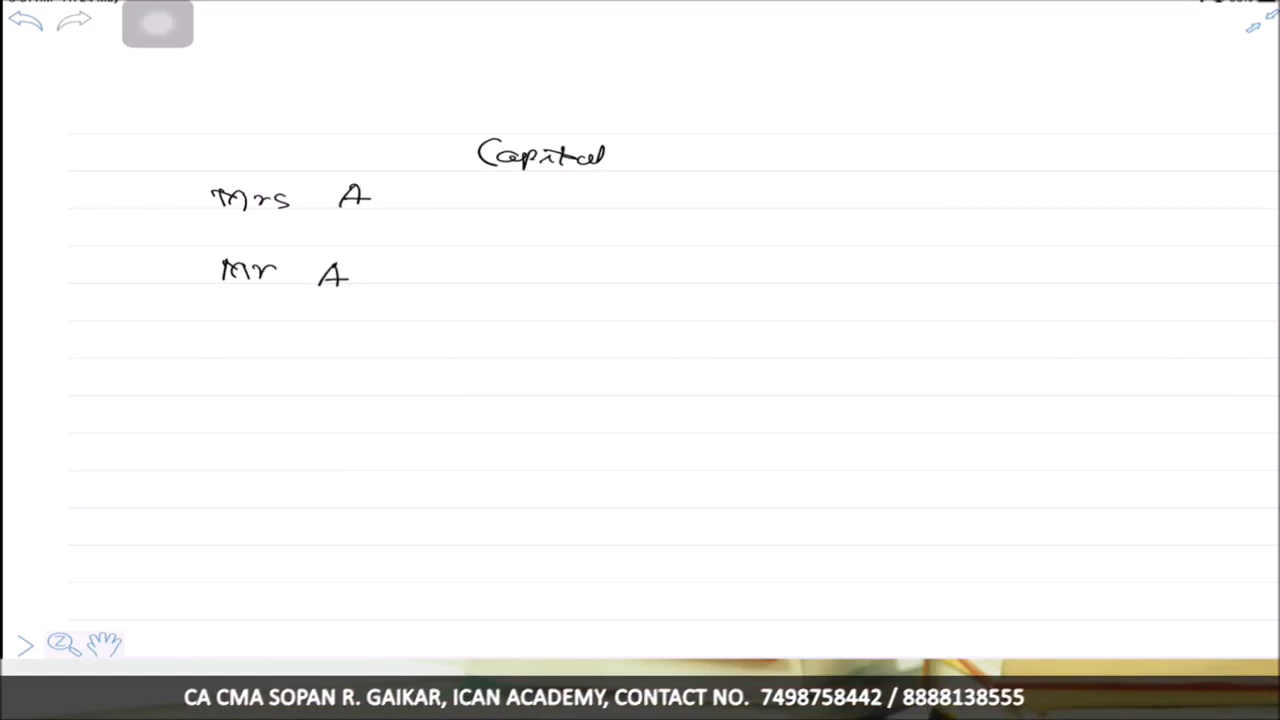 Capital
Mrs A
Mr A
CA CMA SOPAN R. GAIKAR, ICAN ACADEMY, CONTACT NO. 7498758442 / 8888138555